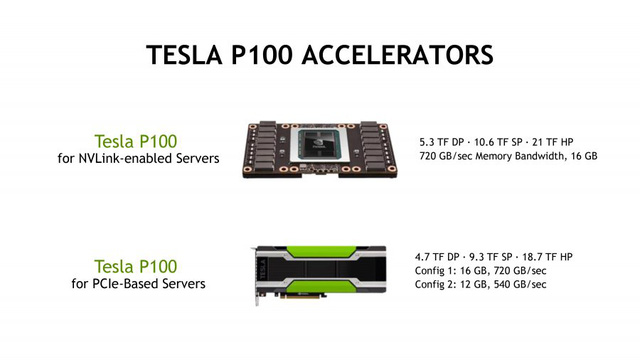 TESLA P100 ACCELERATORS
Tesla P100
for NVLink-enabled Servers
5.3 TF DP · 10.6 TF SP · 21 TF HP
720 GB/sec Memory Bandwidth, 16 GB
Tesla P100
for PCIe-Based Servers
TESLA
4.7 TF DP · 9.3 TF SP · 18.7 TF HP
Config 1: 16 GB, 720 GB/sec
Config 2: 12 GB, 540 GB/sec